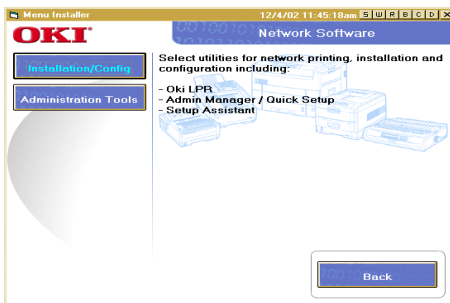 Menu Installer 12/4/02 11:45:18am S W R B C D X
OKI
Network Software
Installation/Config
Administration Tools
Select utilities for network printing, installation and
configuration including:
- Oki LPR
- Admin Manager / Quick Setup
- Setup Assistant
Back